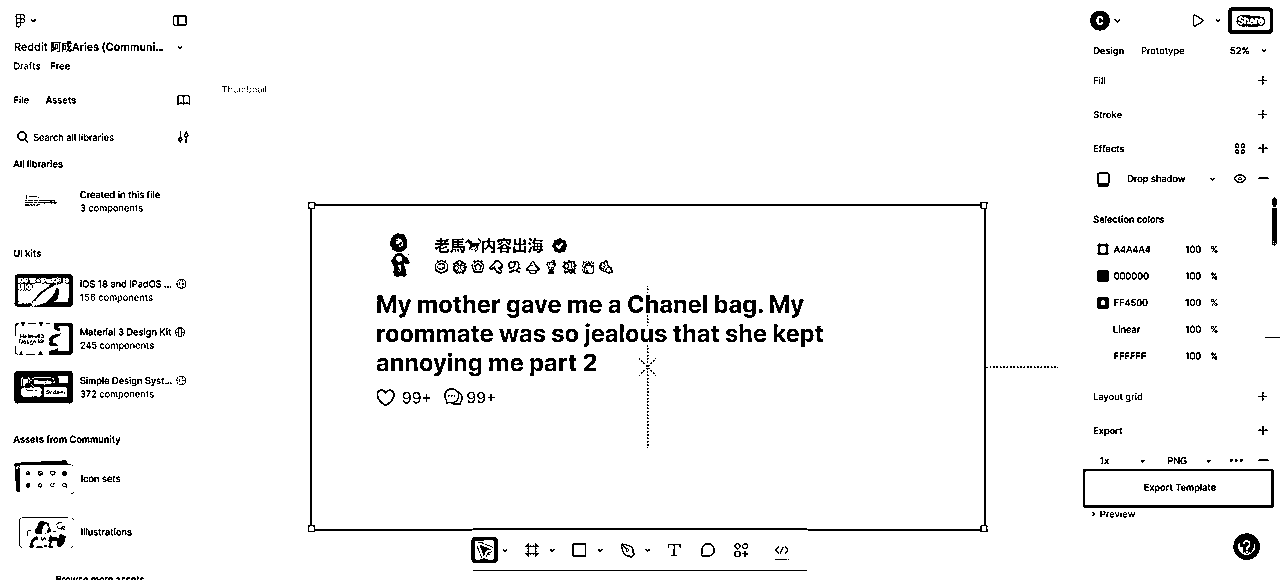 Reddit 阿成Aries (Communi...
Drafts Free
File Assets
Search all libraries
All libraries
Created in this file
3 components
UI kits
iOS 18 and iPadOS ...
156 components
Material 3 Design Kit
245 components
Simple Design Syst...
372 components
Assets from Community
Icon sets
Illustrations
Browse more assets
Thumbnail
老馬🐎内容出海
My mother gave me a Chanel bag. My
roommate was so jealous that she kept
annoying me part 2
99+ 99+
C
Share
Design Prototype 52%
Fill
Stroke
Effects
Drop shadow
Selection colors
A4A4A4 100 %
000000 100 %
FF4500 100 %
Linear 100 %
FFFFFF 100 %
Layout grid
Export
1x PNG
Export Template
Preview